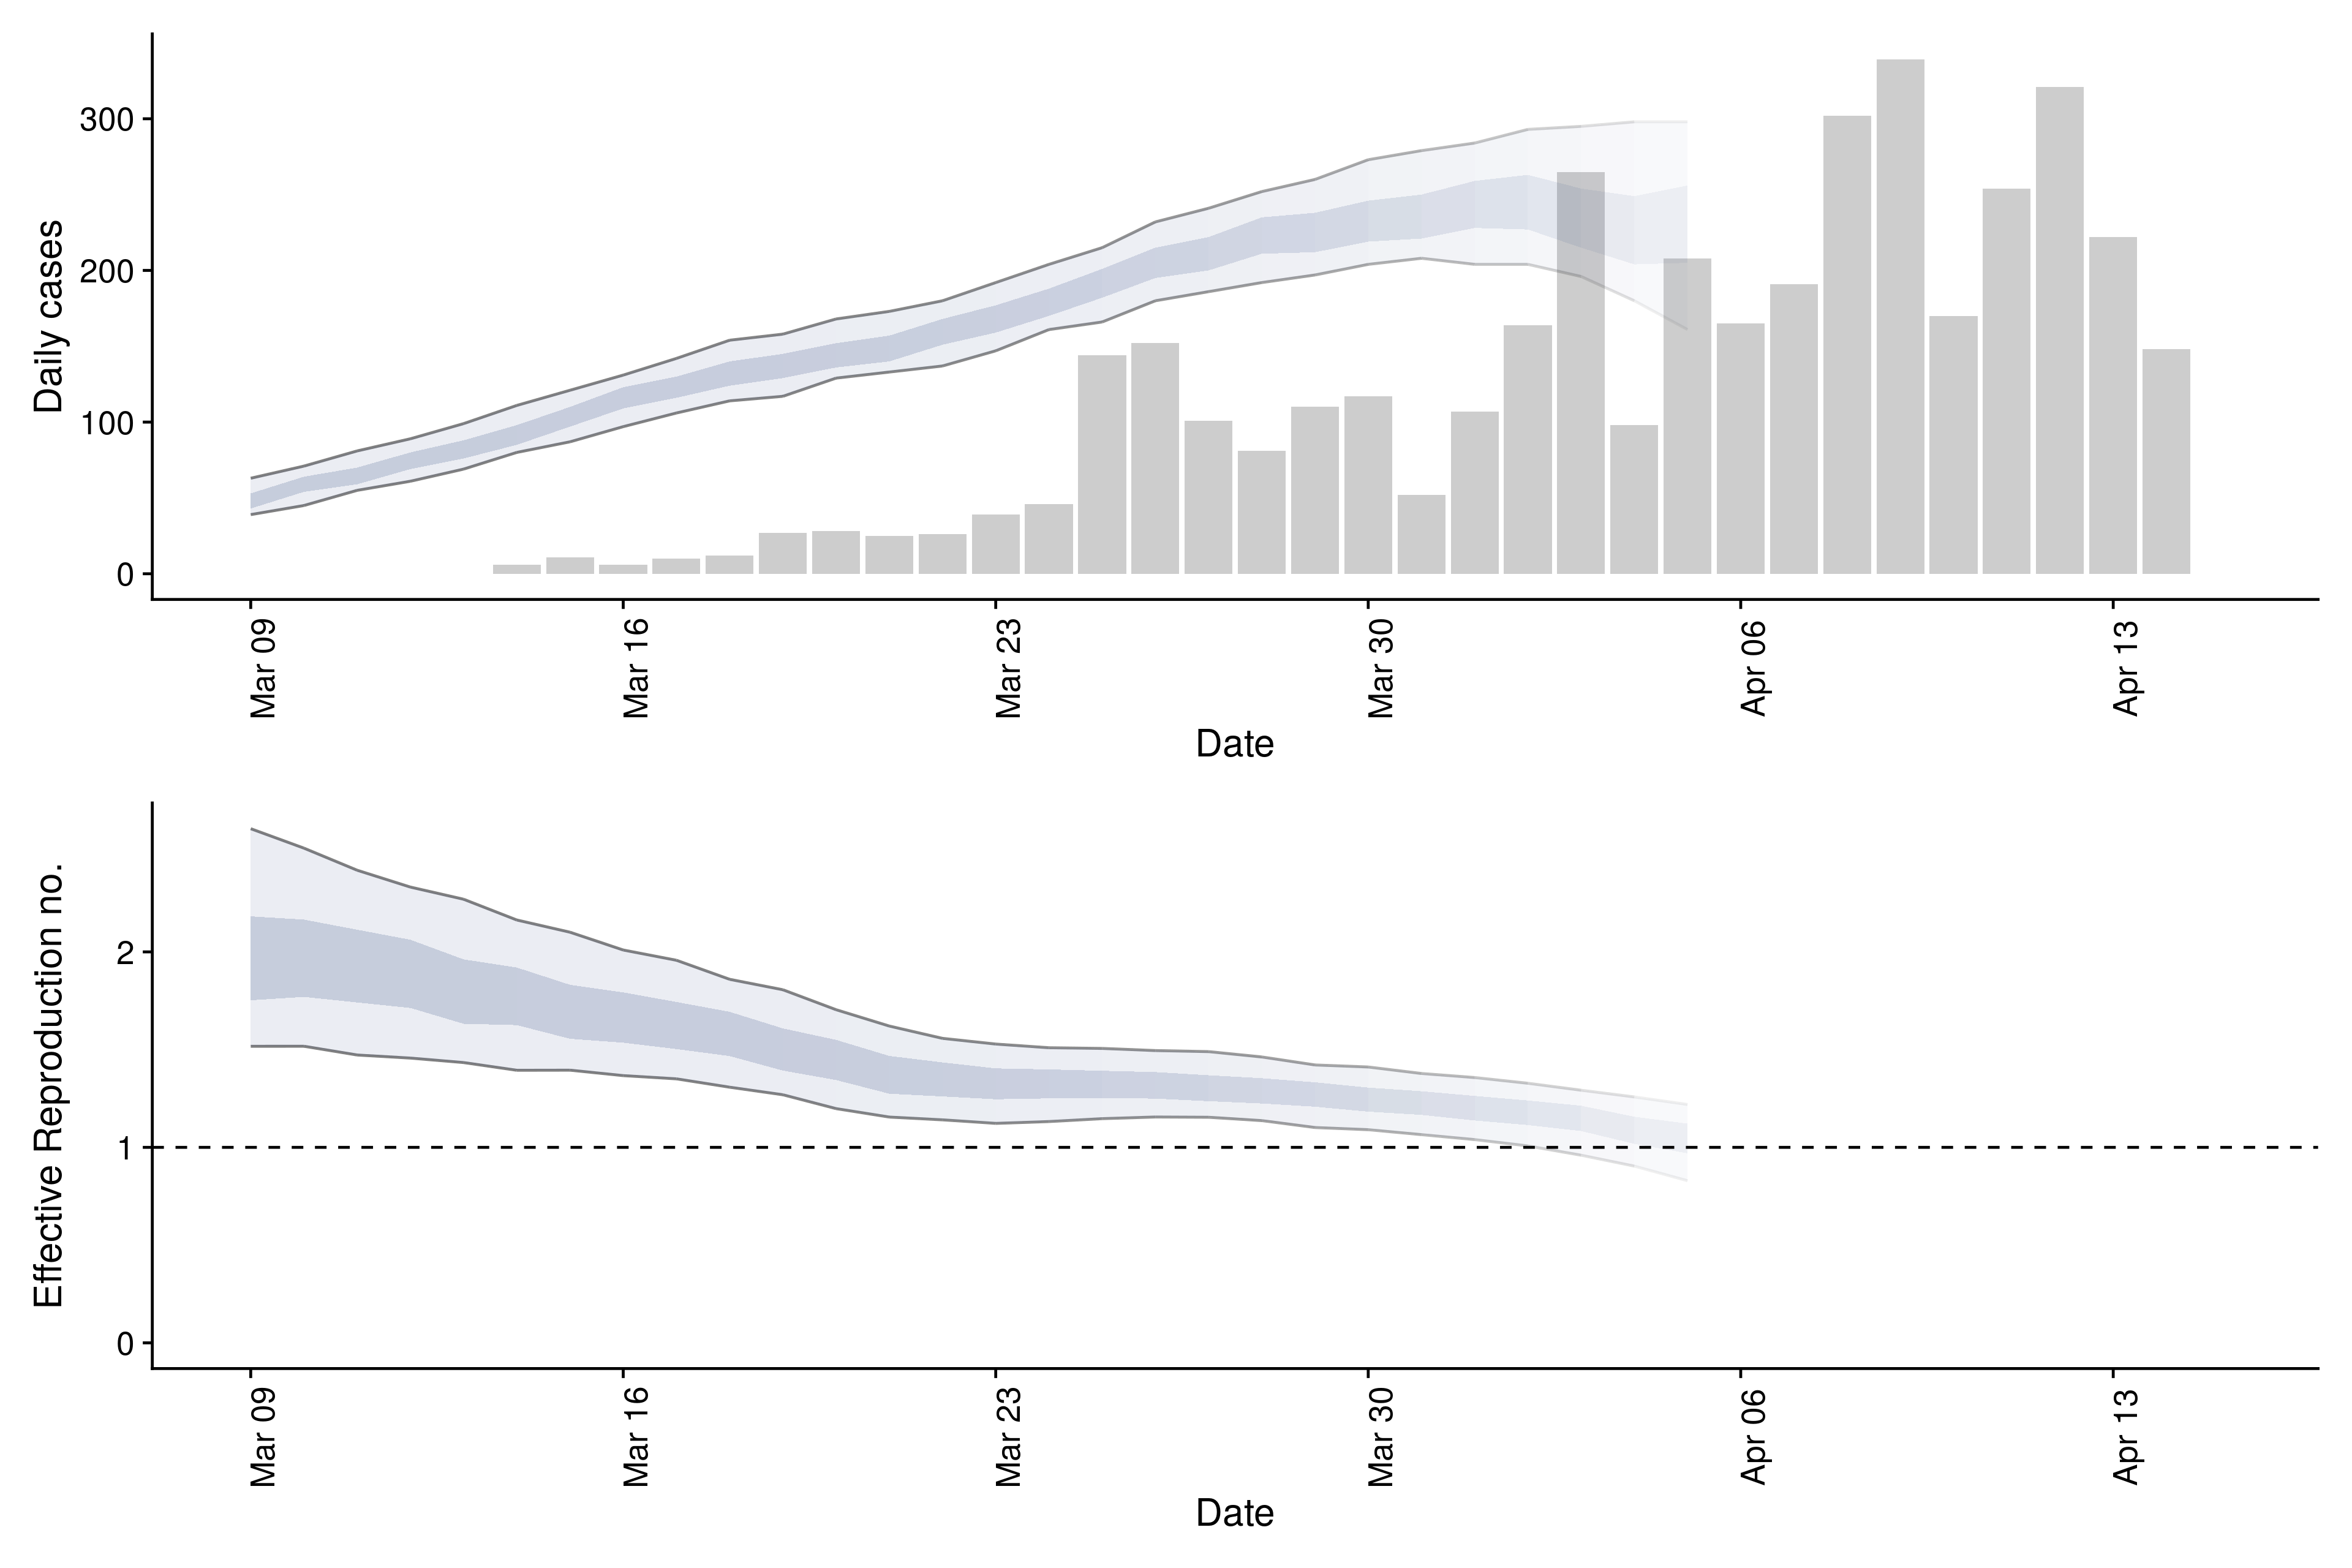 Daily cases
300
200
100
0
Mar 09
Mar 16
Mar 23
Mar 30
Apr 06
Apr 13
Date
Effective Reproduction no.
2
1
0
Mar 09
Mar 16
Mar 23
Mar 30
Apr 06
Apr 13
Date